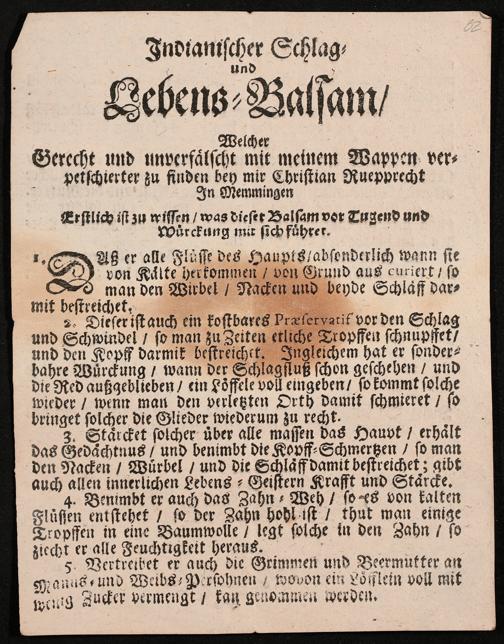 62
Indianischer Schlag-
und
Lebens-Balsam/
Welcher
Gerecht und unverfälscht mit meinem Wappen ver-
petschierter zu finden bey mir Christian Ruepprecht
In Memmingen
Erstlich ist zu wissen / was dieser Balsam vor Tugend und
Würckung mit sich führet.
1. Daß er alle Flüsse des Haupts/absonderlich wann sie
von Kälte herkommen / von Grund aus curiert / so
man den Wirbel / Nacken und beyde Schläff dar-
mit bestreichet.
2. Dieser ist auch ein kostbares Præservatif vor den Schlag
und Schwindel / so man zu Zeiten etliche Tropffen schnupffet/
und den Kopff darmit bestreichet. Ingleichem hat er sonder-
bahre Würckung / wann der Schlagfluß schon geschehen / und
die Red außgeblieben / ein Löffele voll eingeben / so kommt solche
wieder / wenn man den verletzten Orth damit schmieret / so
bringet solcher die Glieder wiederum zu recht.
3. Stärcket solcher über alle massen das Haupt / erhält
das Gedächtnus / und benimbt die Kopff-Schmertzen / so man
den Nacken / Würbel / und die Schläff damit bestreichet ; gibt
auch allen innerlichen Lebens-Geistern Krafft und Stärcke.
4. Benimbt er auch das Zahn-Weh / so es von kalten
Flüssen entstehet / so der Zahn hohl ist / thut man einige
Tropffen in eine Baumwolle / legt solche in den Zahn / so
ziecht er alle Feuchtigkeit heraus.
5. Vertreibet er auch die Grimmen und Beermutter an
Manns- und Weibs-Persohnen / wovon ein Löfflein voll mit
wenig Zucker vermengt / kan genommen werden.